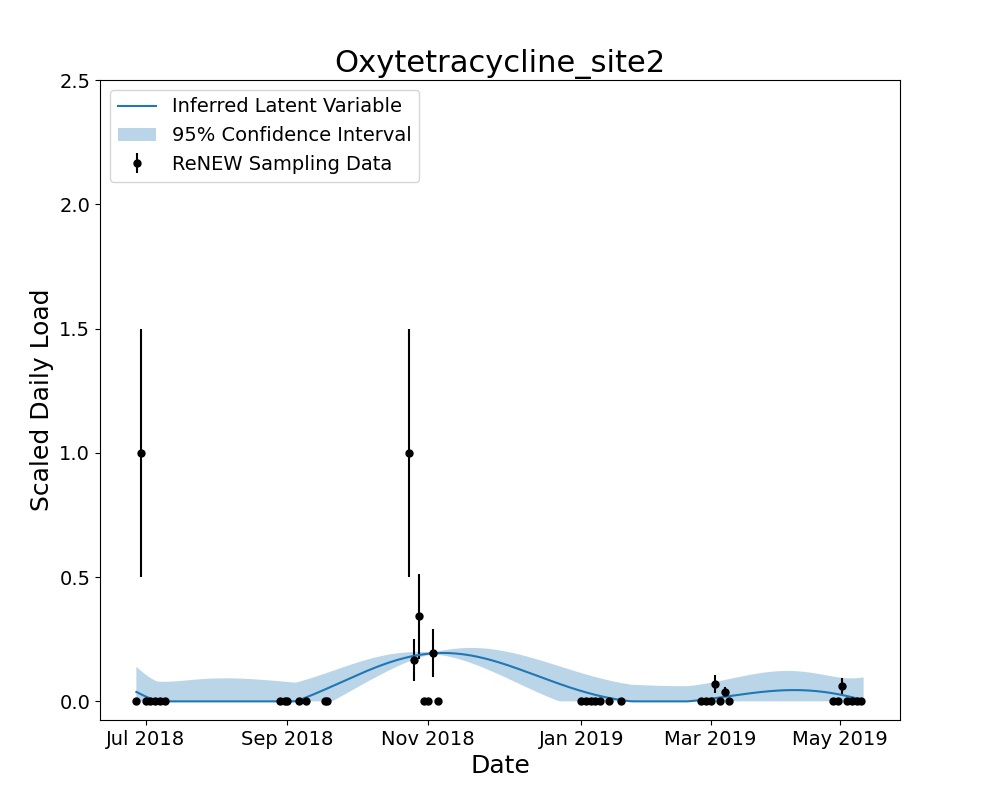 Oxytetracycline_site2
Inferred Latent Variable
95% Confidence Interval
ReNEW Sampling Data
Scaled Daily Load
2.5
2.0
1.5
1.0
0.5
0.0
Jul 2018
Sep 2018
Nov 2018
Jan 2019
Mar 2019
May 2019
Date